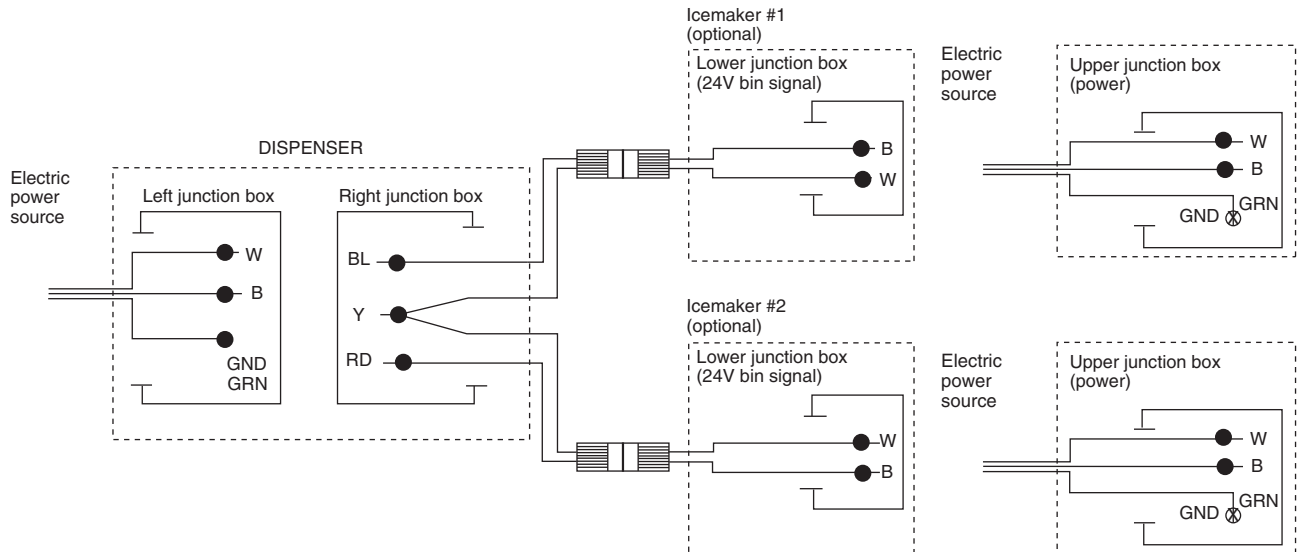 Electric
power
source
DISPENSER
Left junction box
W
B
GND
GRN
Right junction box
BL
Y
RD
Icemaker #1
(optional)
Lower junction box
(24V bin signal)
B
W
Electric
power
source
Upper junction box
(power)
W
B
GRN
GND
Icemaker #2
(optional)
Lower junction box
(24V bin signal)
W
B
Electric
power
source
Upper junction box
(power)
W
B
GRN
GND